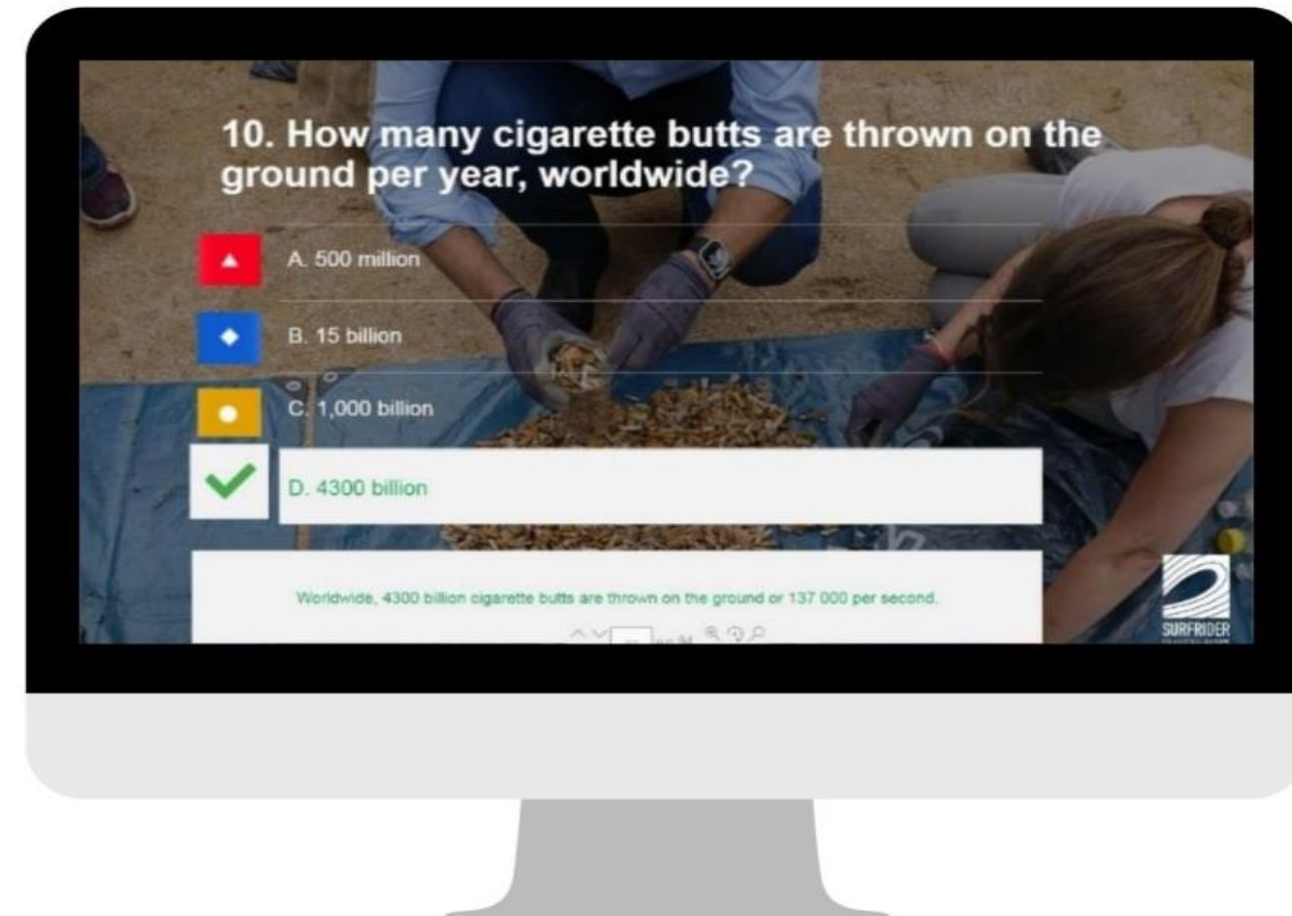 10. How many cigarette butts are thrown on the
ground per year, worldwide?
A. 500 million
B. 15 billion
C. 1,000 billion
D. 4300 billion
Worldwide, 4300 billion cigarette butts are thrown on the ground or 137 000 per second.
SURFRIDER